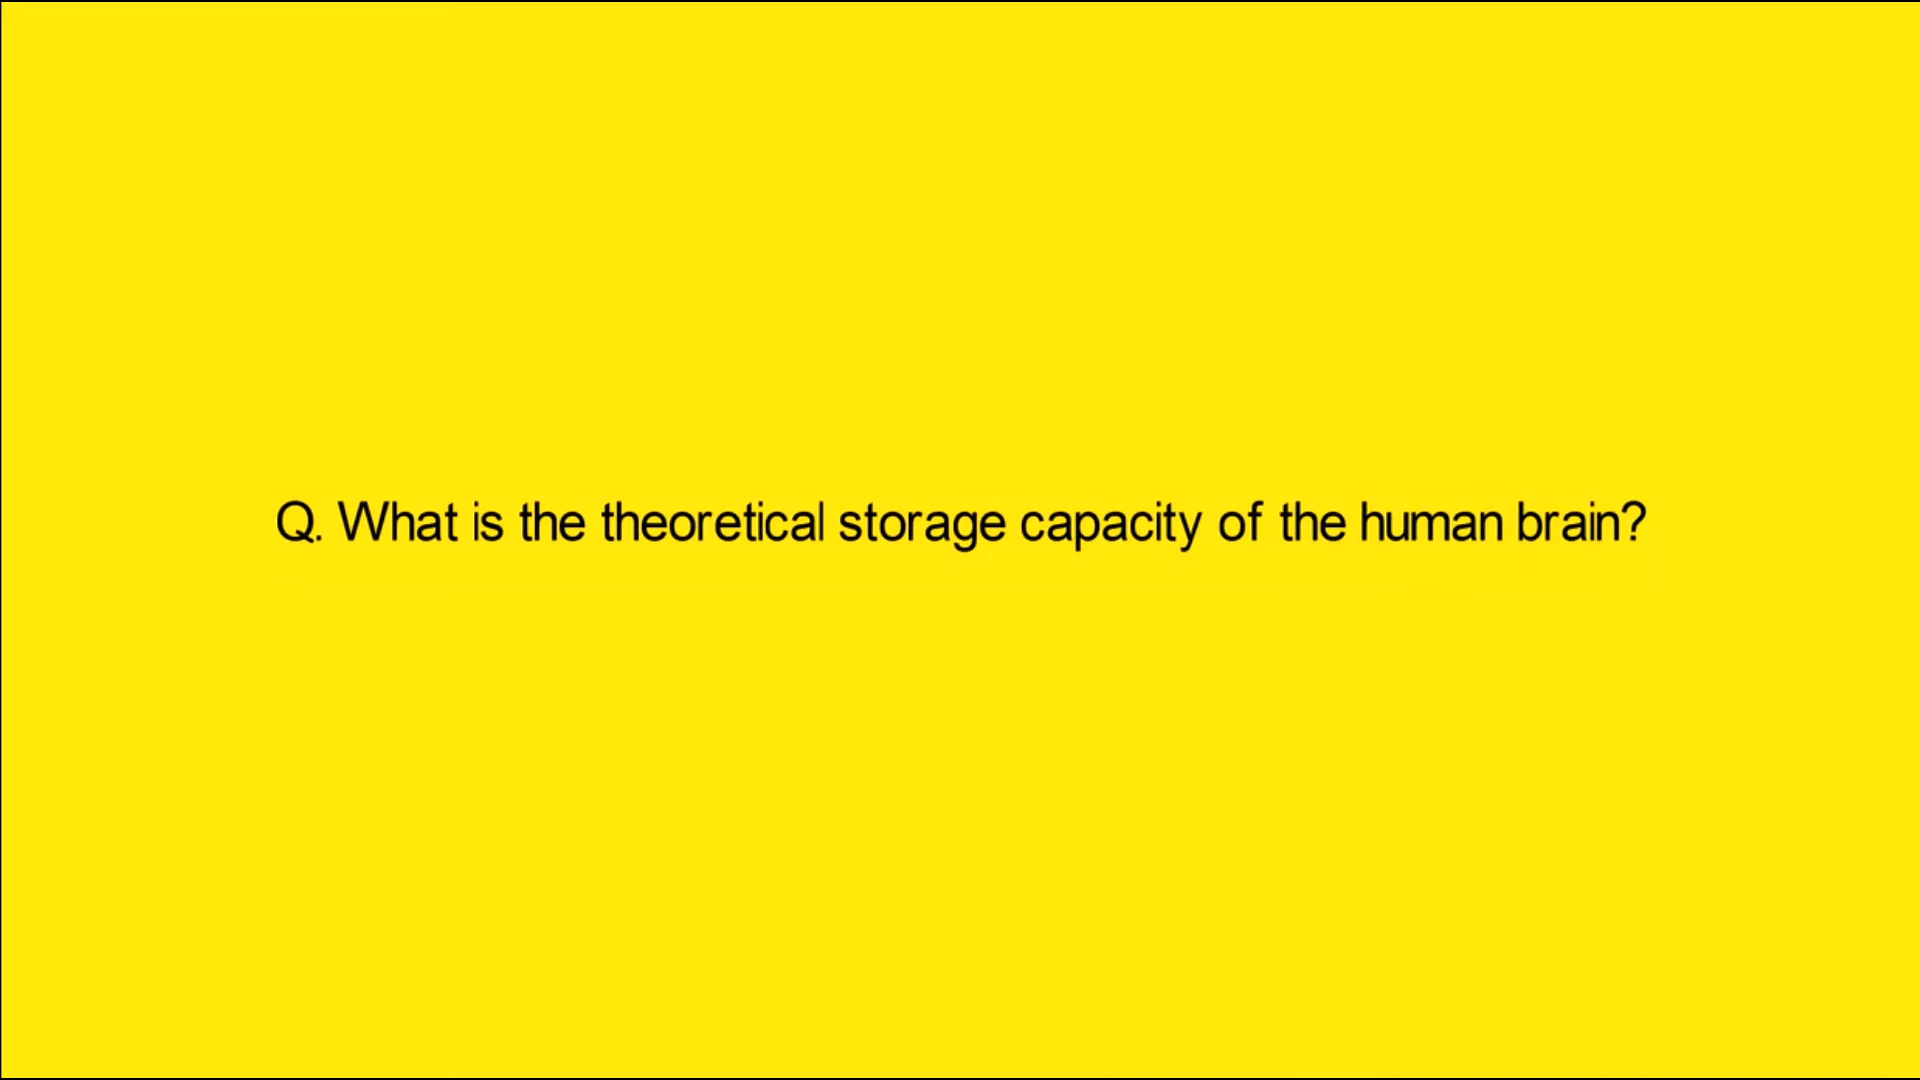 Q. What is the theoretical storage capacity of the human brain?